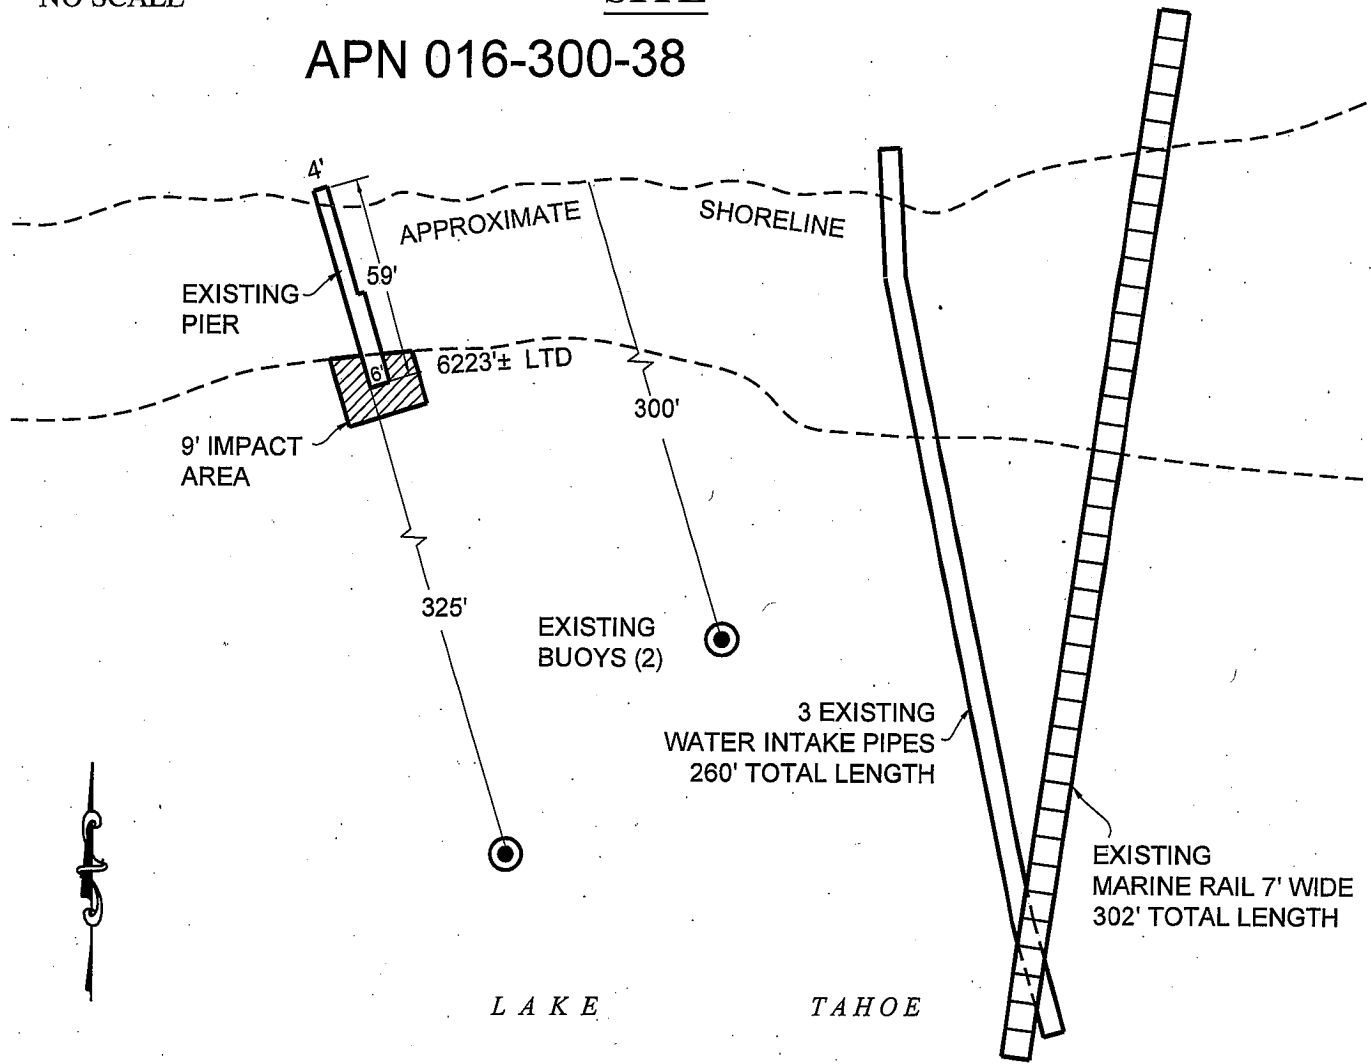 NO SCALE
SITE
APN 016-300-38
4'
APPROXIMATE SHORELINE
59'
EXISTING
PIER
6'
6223'± LTD
300'
9' IMPACT
AREA
325'
EXISTING
BUOYS (2)
3 EXISTING
WATER INTAKE PIPES
260' TOTAL LENGTH
EXISTING
MARINE RAIL 7' WIDE
302' TOTAL LENGTH
LAKE TAHOE